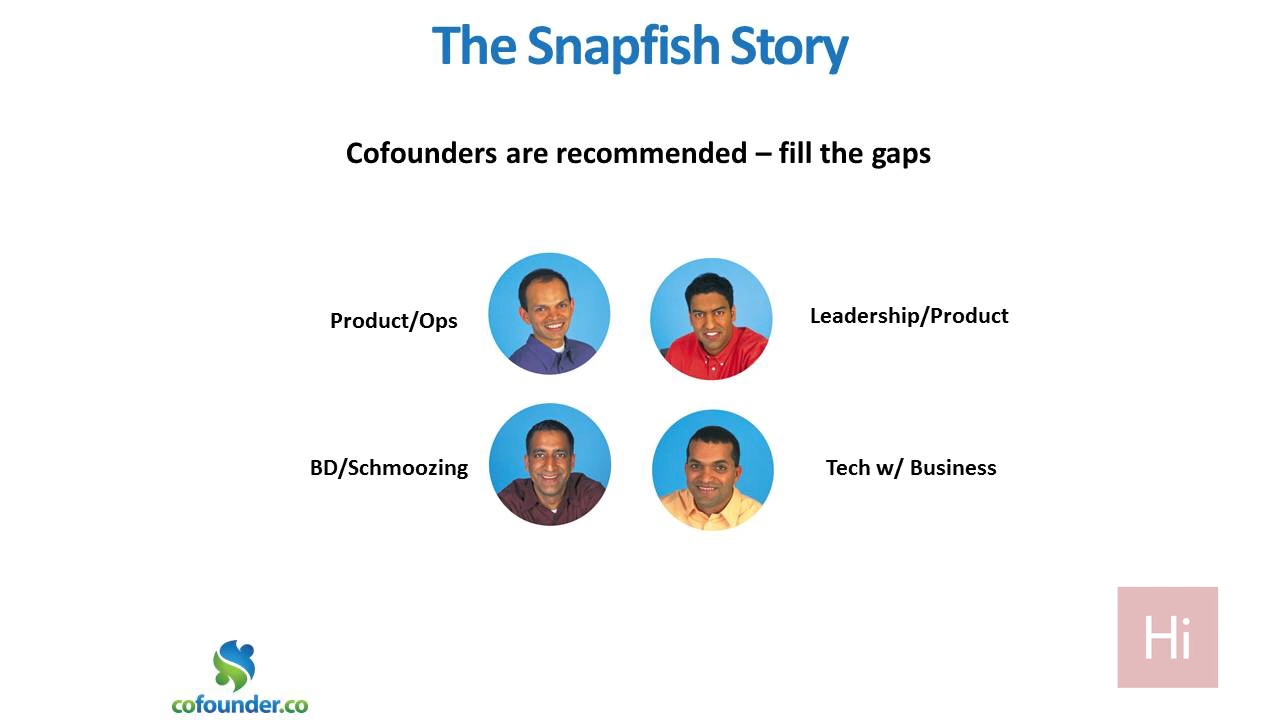 The Snapfish Story
Cofounders are recommended – fill the gaps
Product/Ops
Leadership/Product
BD/Schmoozing
Tech w/ Business
Hi
cofounder.co